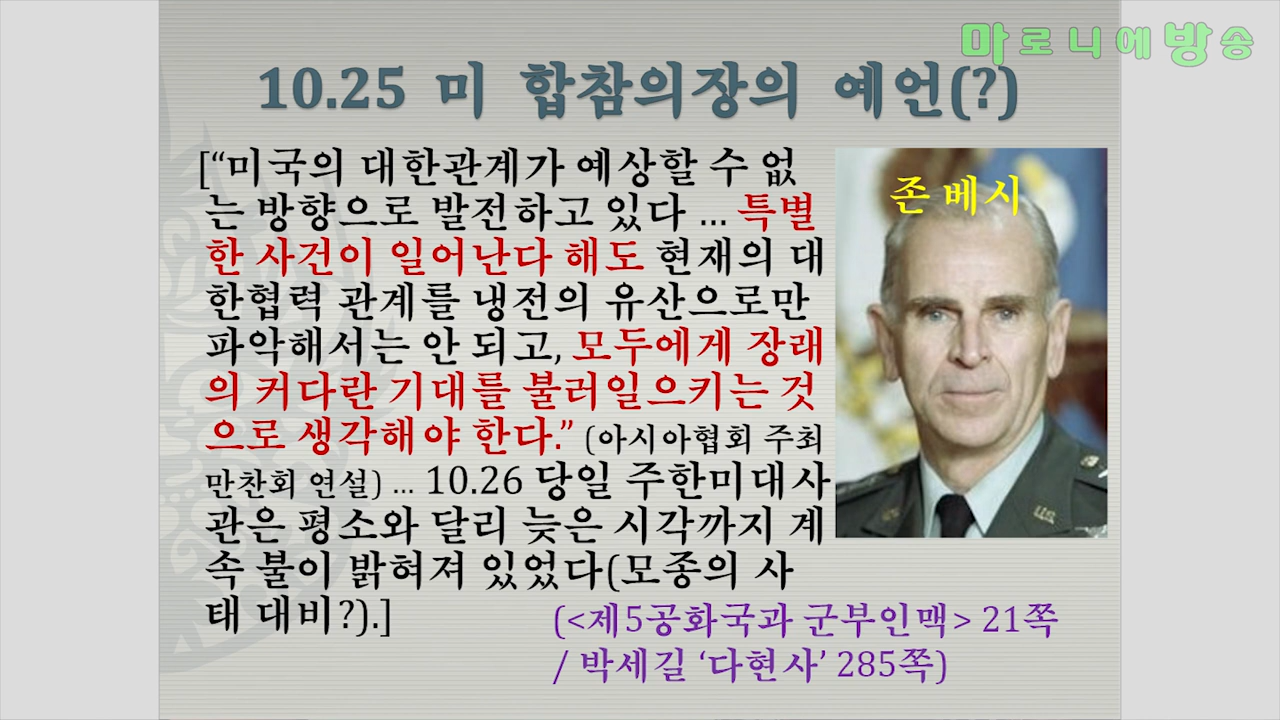 마로니에방송
10.25 미 합참의장의 예언(?)
[“미국의 대한관계가 예상할 수 없
는 방향으로 발전하고 있다 ... 특별
한 사건이 일어난다 해도 현재의 대
한협력 관계를 냉전의 유산으로만
파악해서는 안 되고, 모두에게 장래
의 커다란 기대를 불러일으키는 것
으로 생각해야 한다.” (아시아협회 주최
만찬회 연설) ... 10.26 당일 주한미대사
관은 평소와 달리 늦은 시각까지 계
속 불이 밝혀져 있었다(모종의 사
태 대비?).]
존 베시
(<제5공화국과 군부인맥> 21쪽
/ 박세길 ‘다현사’ 285쪽)